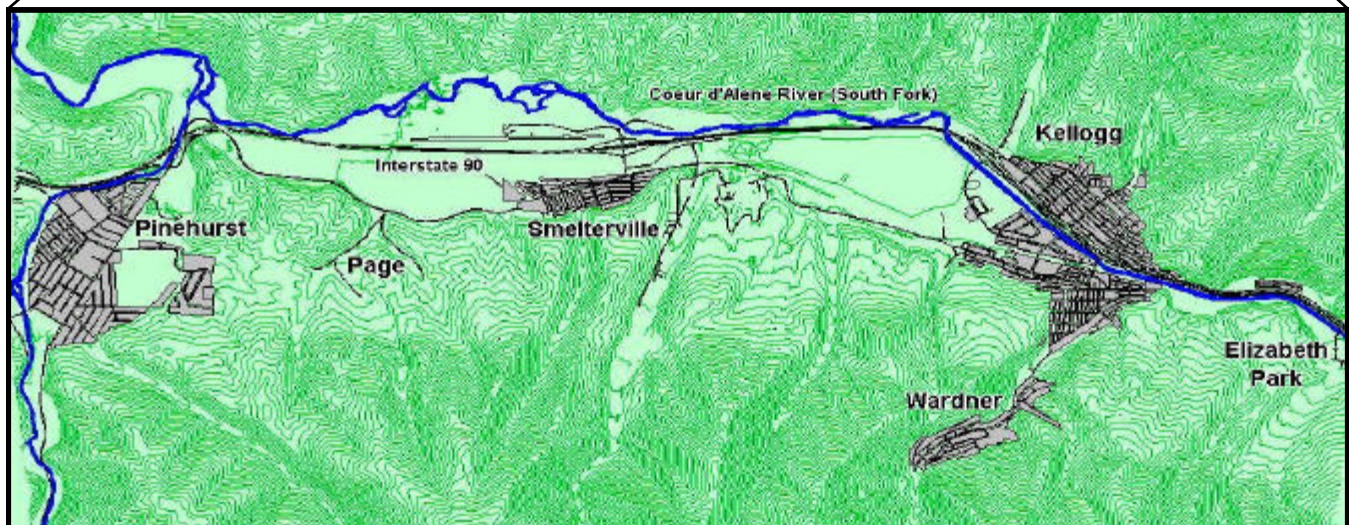 Coeur d'Alene River (South Fork)
Kellogg
Interstate 90
Pinehurst
Smelterville
Page
Elizabeth
Park
Wardner